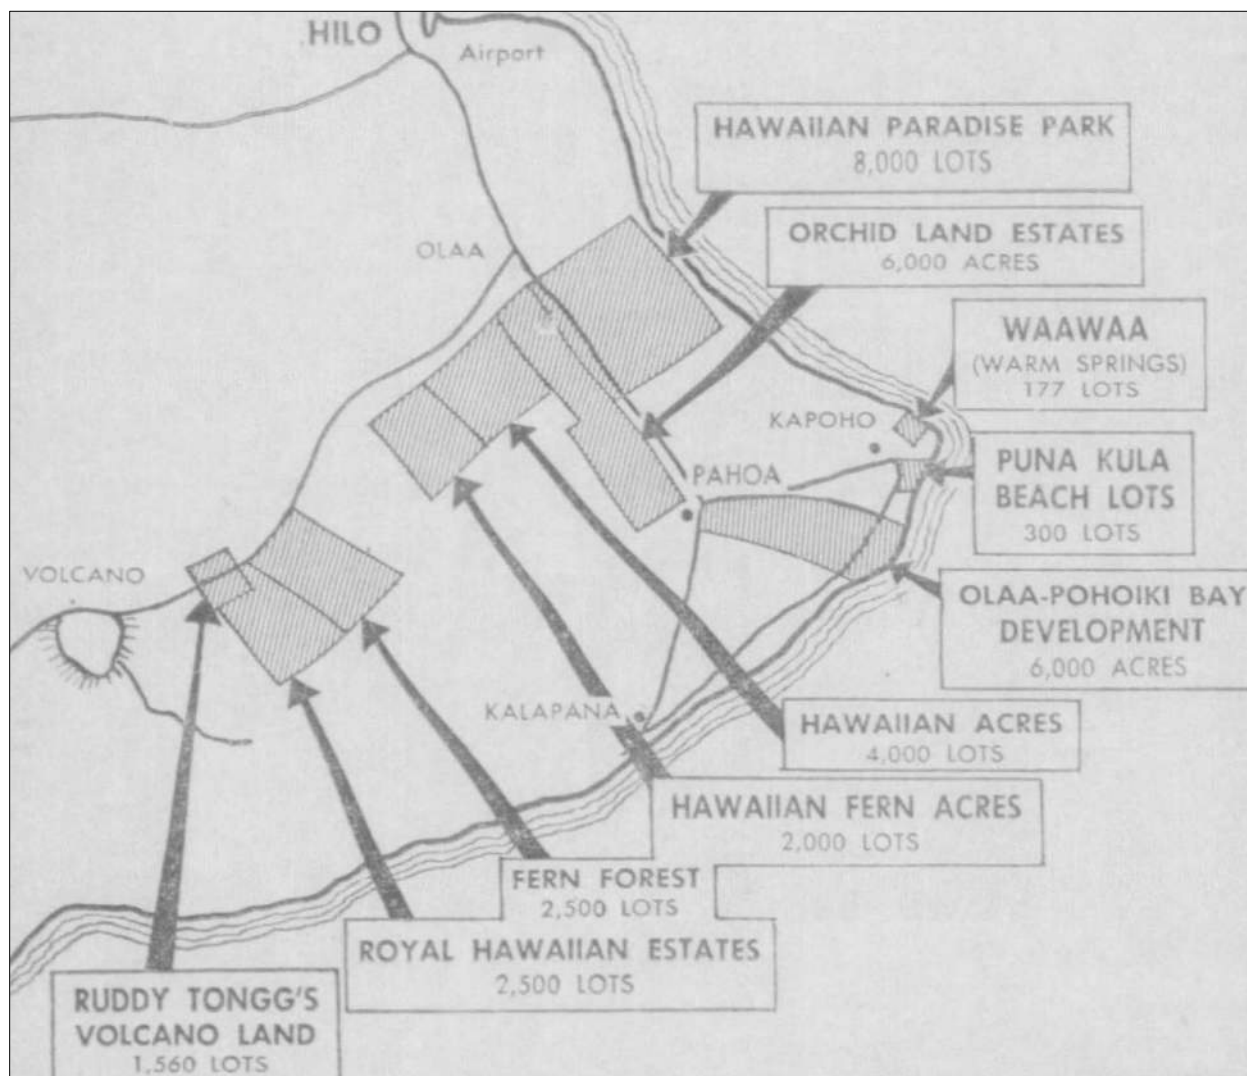 HILO
Airport
HAWAIIAN PARADISE PARK
8,000 LOTS
OLAA
ORCHID LAND ESTATES
6,000 ACRES
WAAWAA
(WARM SPRINGS)
177 LOTS
KAPOHO
PAHOA
PUNA KULA
BEACH LOTS
300 LOTS
VOLCANO
OLAA-POHOIKI BAY
DEVELOPMENT
6,000 ACRES
KALAPANA
HAWAIIAN ACRES
4,000 LOTS
HAWAIIAN FERN ACRES
2,000 LOTS
FERN FOREST
2,500 LOTS
ROYAL HAWAIIAN ESTATES
2,500 LOTS
RUDDY TONGG'S
VOLCANO LAND
1,560 LOTS